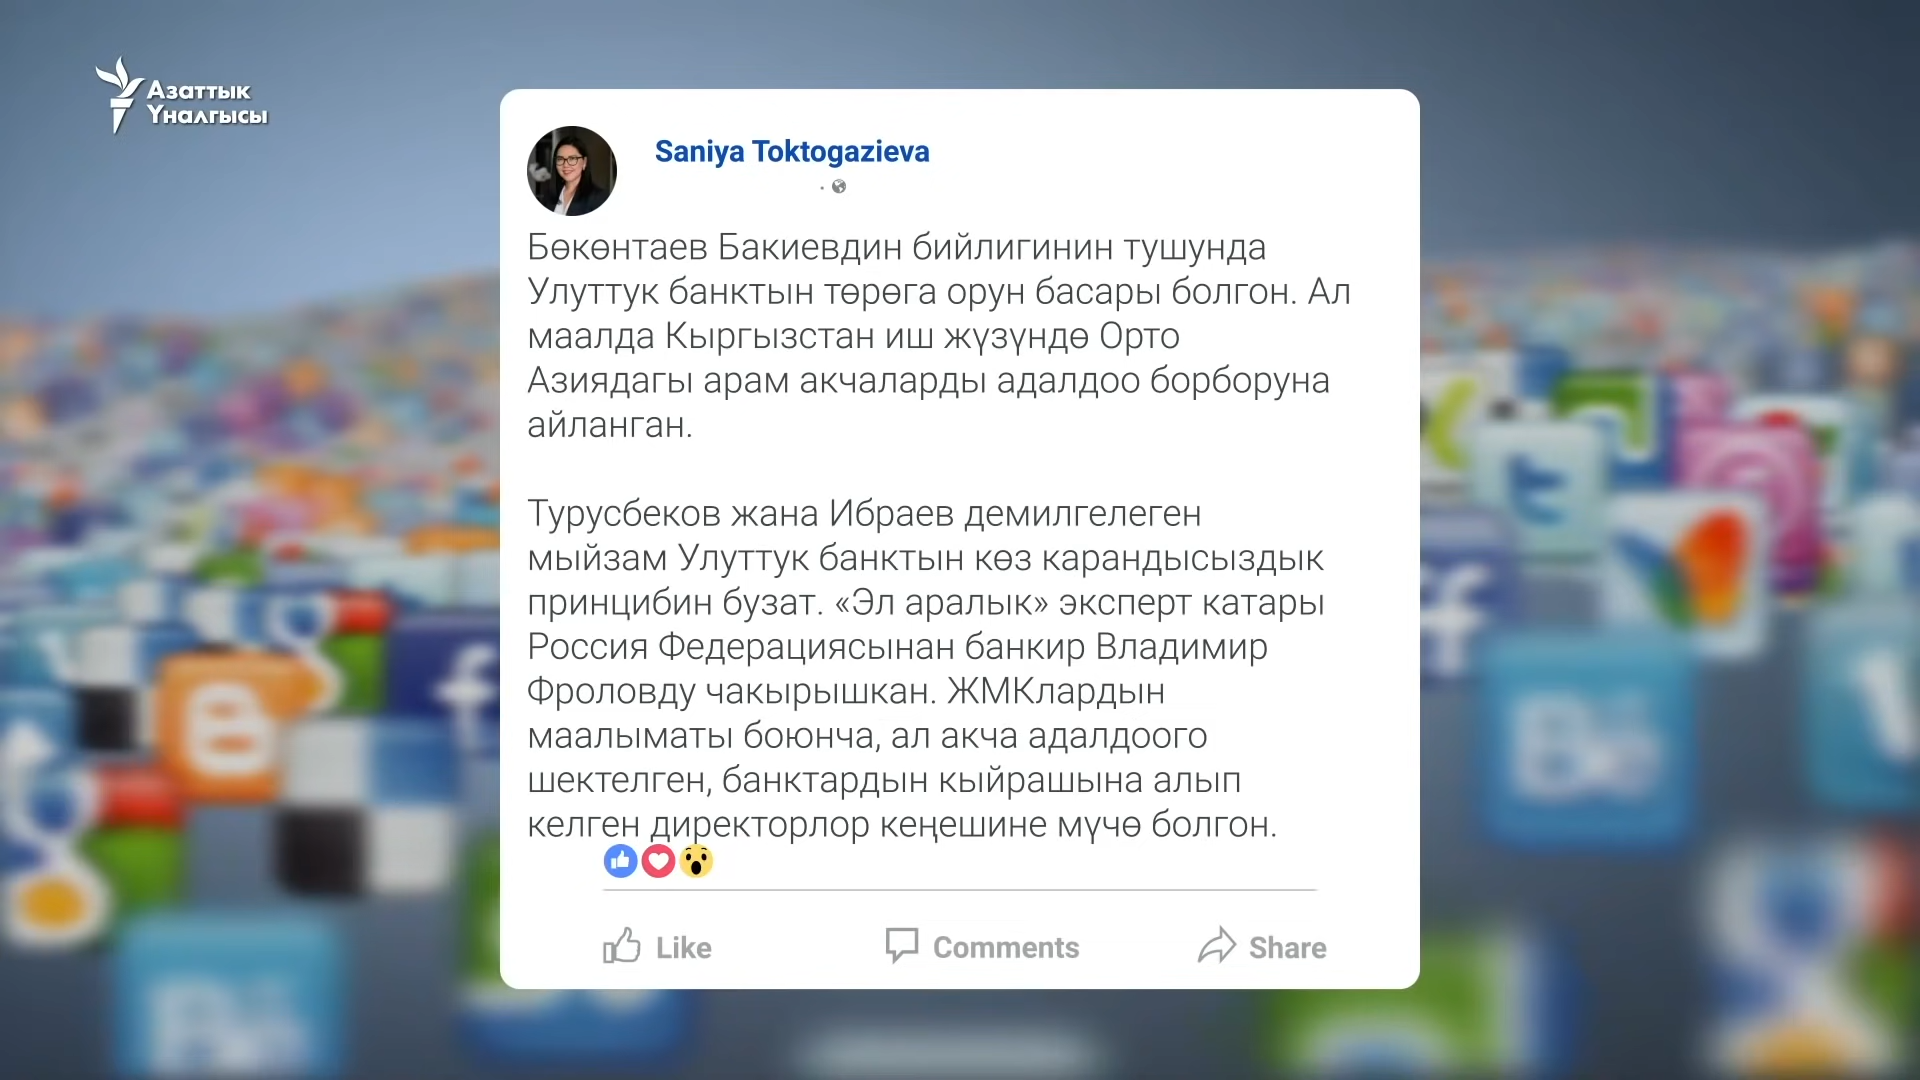 Азаттык
Үналгысы
Saniya Toktogazieva
Бөкөнтаев Бакиевдин бийлигинин тушунда
Улуттук банктын төрөга орун басары болгон. Ал
маалда Кыргызстан иш жүзүндө Орто
Азиядагы арам акчаларды адалдоо борборуна
айланган.
Турусбеков жана Ибраев демилгелеген
мыйзам Улуттук банктын көз карандысыздык
принцибин бузат. «Эл аралык» эксперт катары
Россия Федерациясынан банкир Владимир
Фроловду чакырышкан. ЖМКлардын
маалыматы боюнча, ал акча адалдоого
шектелген, банктардын кыйрашына алып
келген директорлор кеңешине мүчө болгон.
Like
Comments
Share